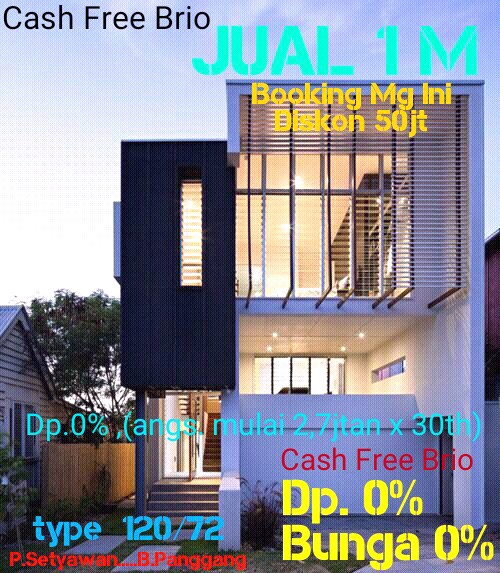 Cash Free Brio
JUAL 1 M
Booking Mg Ini
Diskon 50jt
Dp.0% ,(angs. mulai 2,7jtan x 30th)
Cash Free Brio
Dp. 0%
Bunga 0%
type 120/72
P.Setyawan....B.Panggang